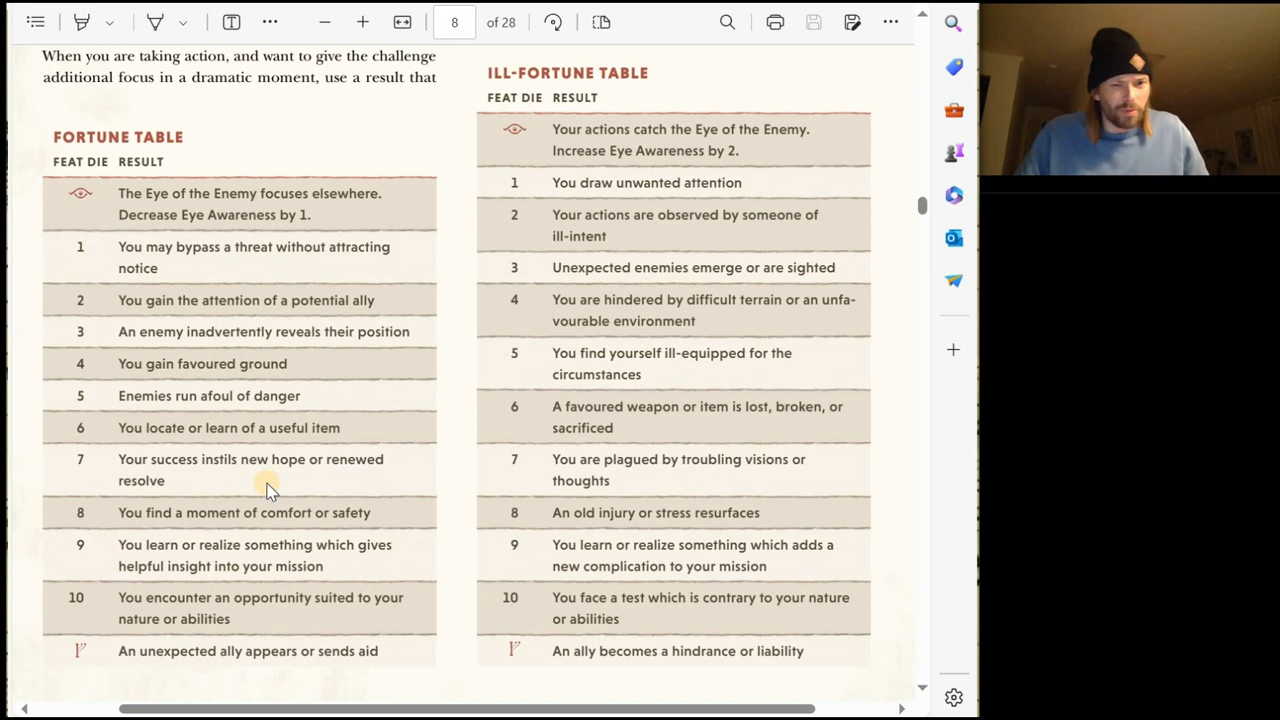 8 of 28
When you are taking action, and want to give the challenge
additional focus in a dramatic moment, use a result that
FORTUNE TABLE
FEAT DIE RESULT
The Eye of the Enemy focuses elsewhere.
Decrease Eye Awareness by 1.
1 You may bypass a threat without attracting
notice
2 You gain the attention of a potential ally
3 An enemy inadvertently reveals their position
4 You gain favoured ground
5 Enemies run afoul of danger
6 You locate or learn of a useful item
7 Your success instils new hope or renewed
resolve
8 You find a moment of comfort or safety
9 You learn or realize something which gives
helpful insight into your mission
10 You encounter an opportunity suited to your
nature or abilities
An unexpected ally appears or sends aid
ILL-FORTUNE TABLE
FEAT DIE RESULT
Your actions catch the Eye of the Enemy.
Increase Eye Awareness by 2.
1 You draw unwanted attention
2 Your actions are observed by someone of
ill-intent
3 Unexpected enemies emerge or are sighted
4 You are hindered by difficult terrain or an unfa-
vourable environment
5 You find yourself ill-equipped for the
circumstances
6 A favoured weapon or item is lost, broken, or
sacrificed
7 You are plagued by troubling visions or
thoughts
8 An old injury or stress resurfaces
9 You learn or realize something which adds a
new complication to your mission
10 You face a test which is contrary to your nature
or abilities
An ally becomes a hindrance or liability